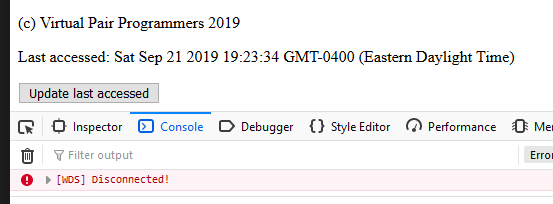 (c) Virtual Pair Programmers 2019
Last accessed: Sat Sep 21 2019 19:23:34 GMT-0400 (Eastern Daylight Time)
Update last accessed
Inspector Console Debugger {} Style Editor Performance Me
Filter output Erro
[WDS] Disconnected!